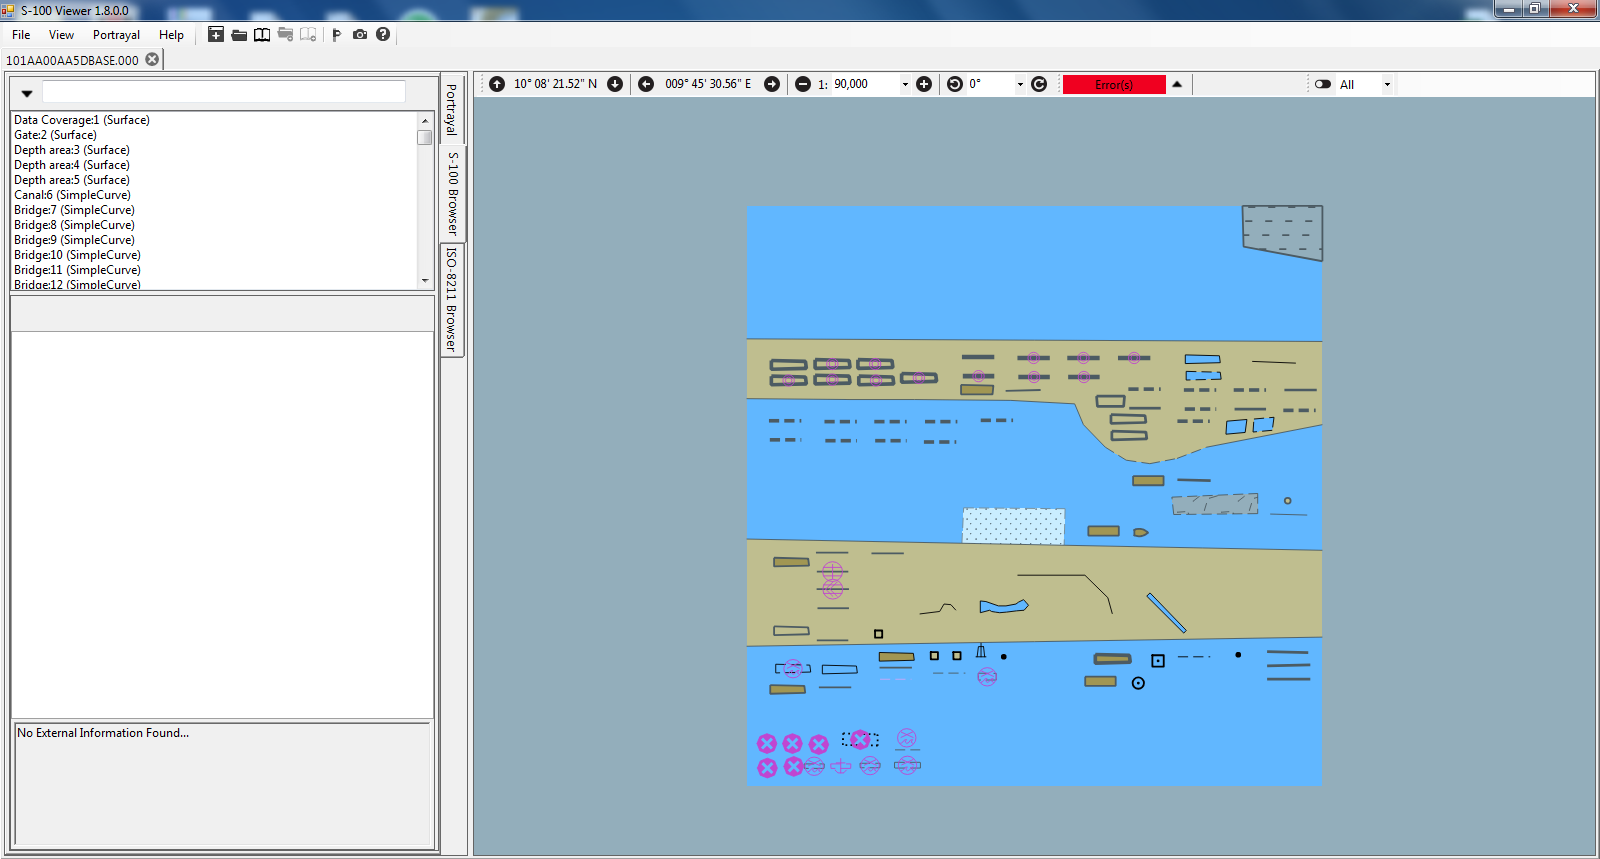 S-100 Viewer 1.8.0.0
File View Portrayal Help
101AA00AA5DBASE.000
10° 08' 21.52" N 009° 45' 30.56" E 1: 90,000 0° Error(s) All
Data Coverage:1 (Surface)
Gate:2 (Surface)
Depth area:3 (Surface)
Depth area:4 (Surface)
Depth area:5 (Surface)
Canal:6 (SimpleCurve)
Bridge:7 (SimpleCurve)
Bridge:8 (SimpleCurve)
Bridge:9 (SimpleCurve)
Bridge:10 (SimpleCurve)
Bridge:11 (SimpleCurve)
Bridge:12 (SimpleCurve)
Portrayal
S-100 Browser
ISO-8211 Browser
No External Information Found...